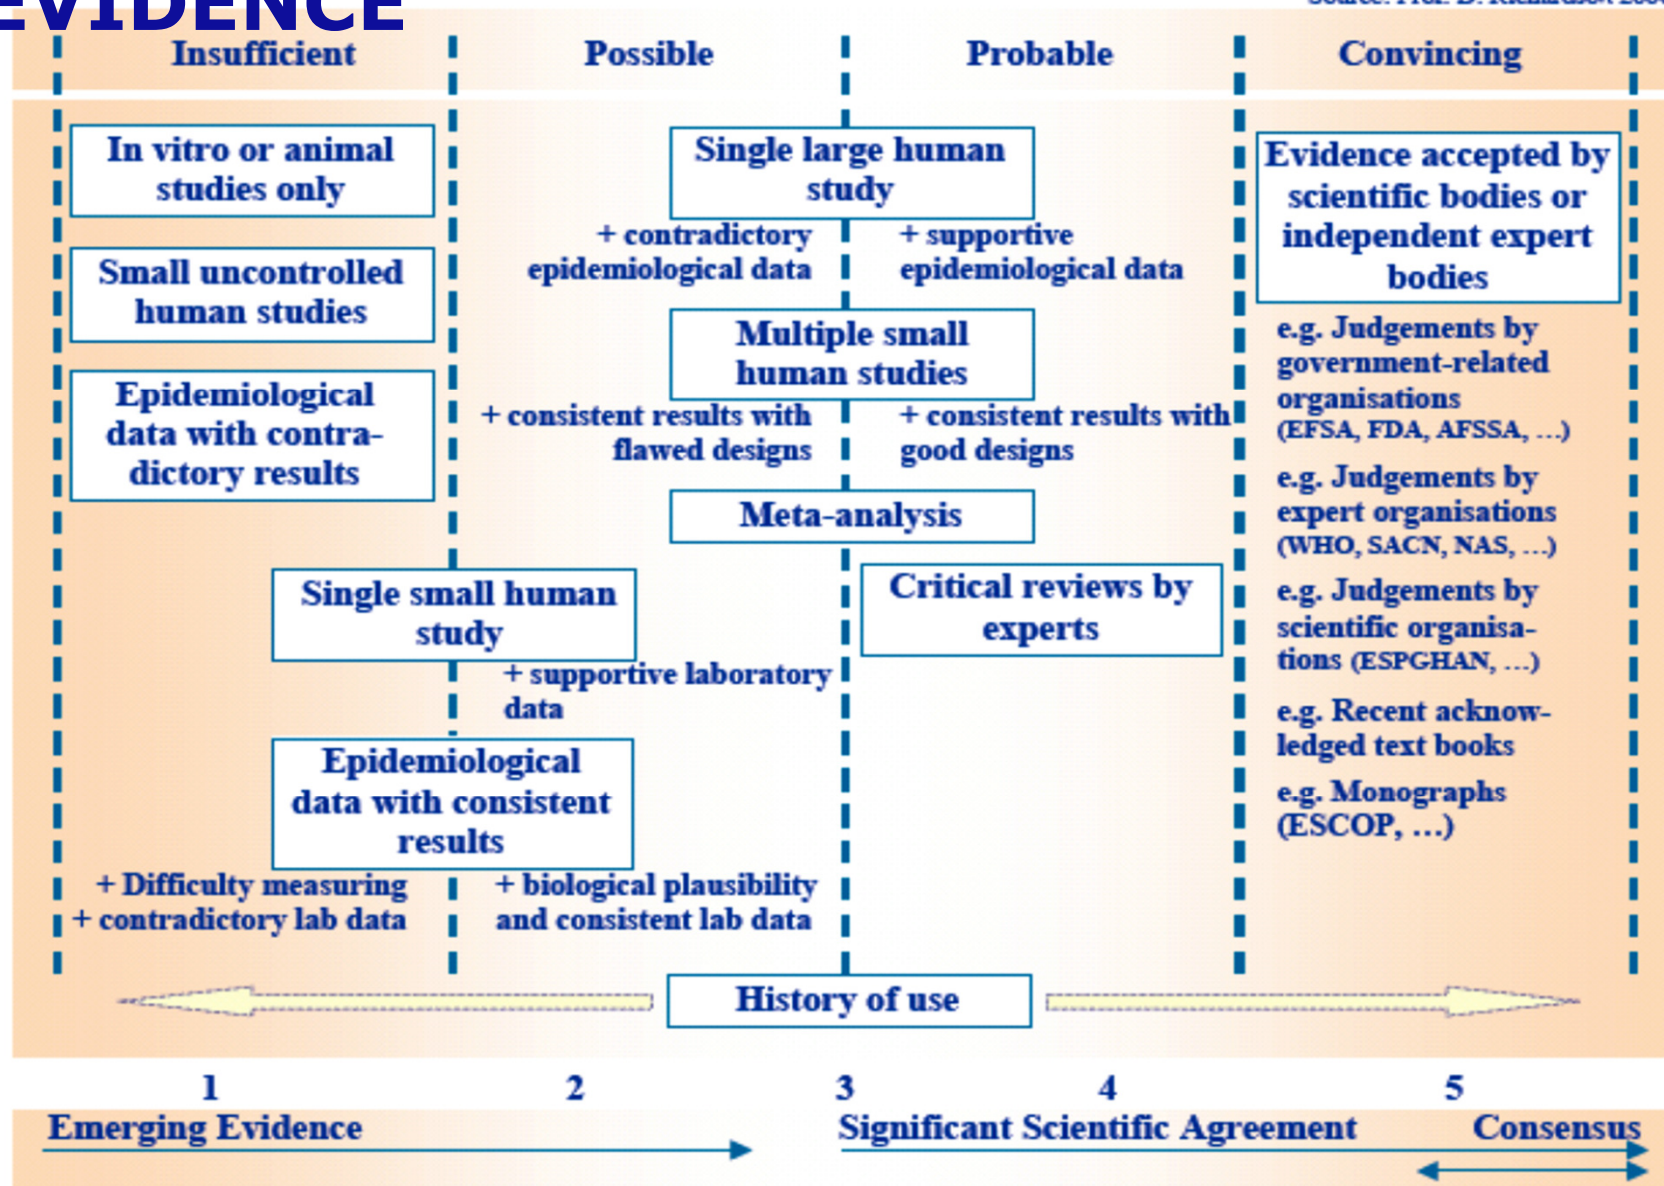 EVIDENCE
Insufficient
Possible
Probable
Convincing
In vitro or animal
studies only
Small uncontrolled
human studies
Epidemiological
data with contra-
dictory results
Single large human
study
+ contradictory
epidemiological data
+ supportive
epidemiological data
Multiple small
human studies
+ consistent results with
flawed designs
+ consistent results with
good designs
Meta-analysis
Critical reviews by
experts
Single small human
study
+ supportive laboratory
data
Epidemiological
data with consistent
results
+ Difficulty measuring
+ contradictory lab data
+ biological plausibility
and consistent lab data
Evidence accepted by
scientific bodies or
independent expert
bodies
e.g. Judgements by
government-related
organisations
(EFSA, FDA, AFSSA, …)
e.g. Judgements by
expert organisations
(WHO, SACN, NAS, …)
e.g. Judgements by
scientific organisa-
tions (ESPGHAN, …)
e.g. Recent acknow-
ledged text books
e.g. Monographs
(ESCOP, …)
History of use
1
2
3
4
5
Emerging Evidence
Significant Scientific Agreement
Consensus